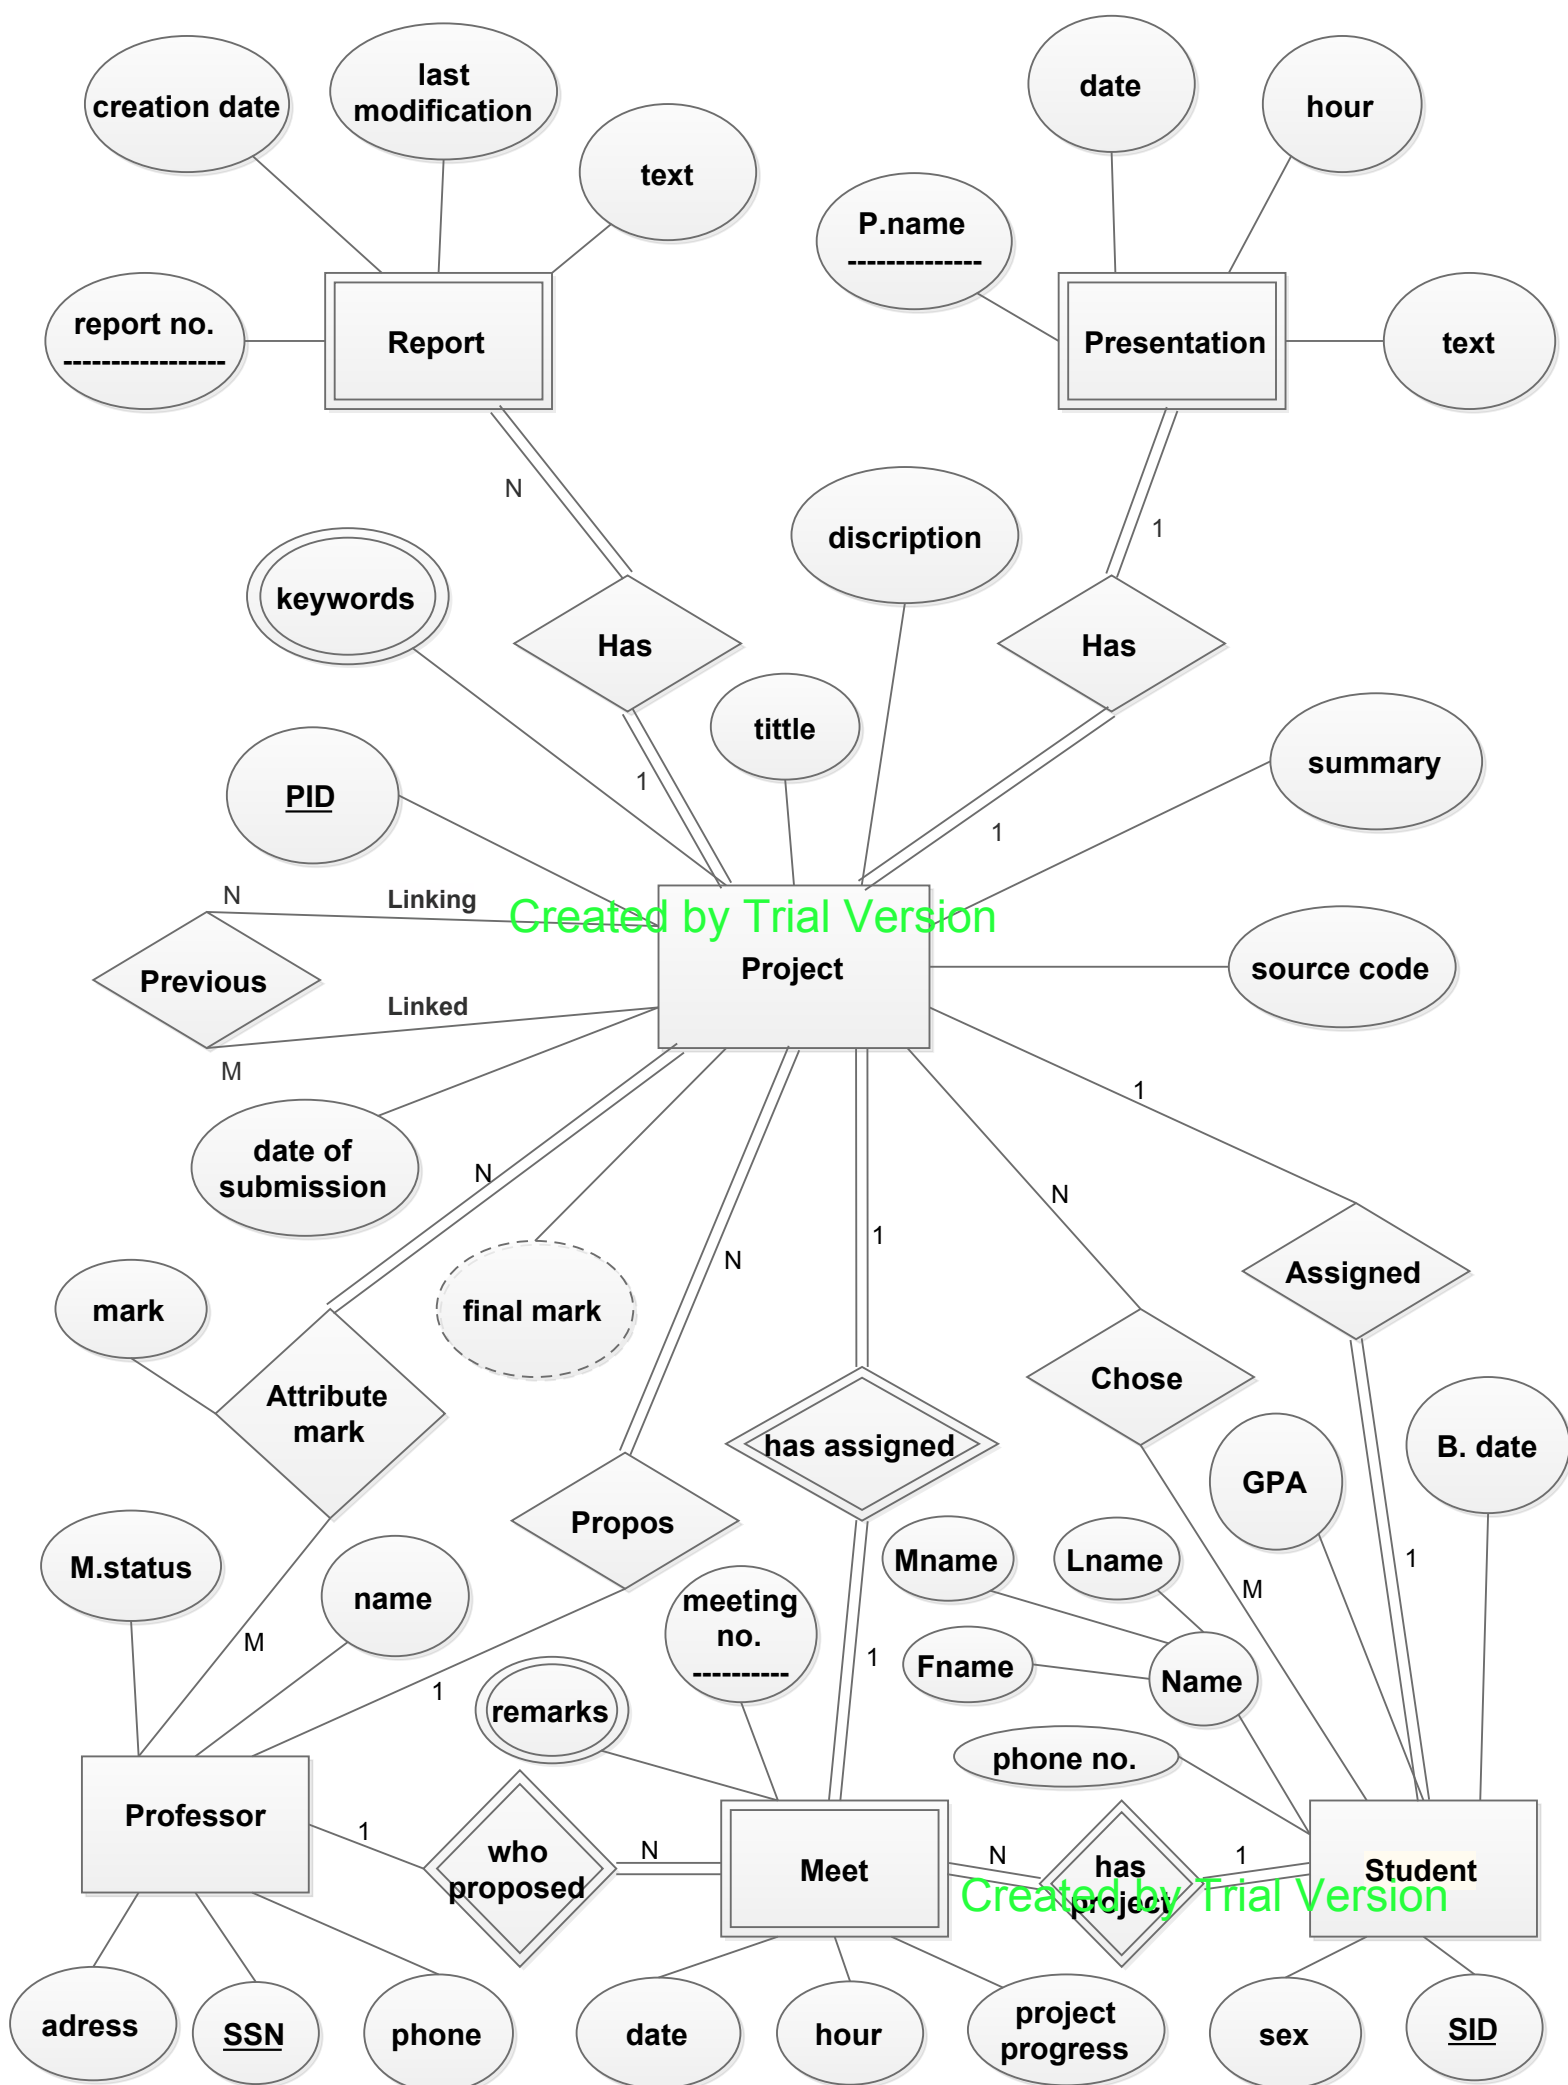 creation date
last
modification
text
date
hour
P.name
--------------
report no.
-----------------
Report
Presentation
text
N
1
discription
keywords
Has
Has
tittle
1
1
summary
PID
N
Linking
Created by Trial Version
Previous
Project
source code
Linked
M
1
date of
submission
N
N
1
N
Assigned
mark
final mark
Attribute
mark
Chose
has assigned
B. date
GPA
Propos
M.status
name
Mname
Lname
1
M
meeting
no.
----------
M
1
Fname
Name
1
remarks
phone no.
Professor
1
who
proposed
N
Meet
N
has
project
1
Student
Created by Trial Version
adress
SSN
phone
date
hour
project
progress
sex
SID